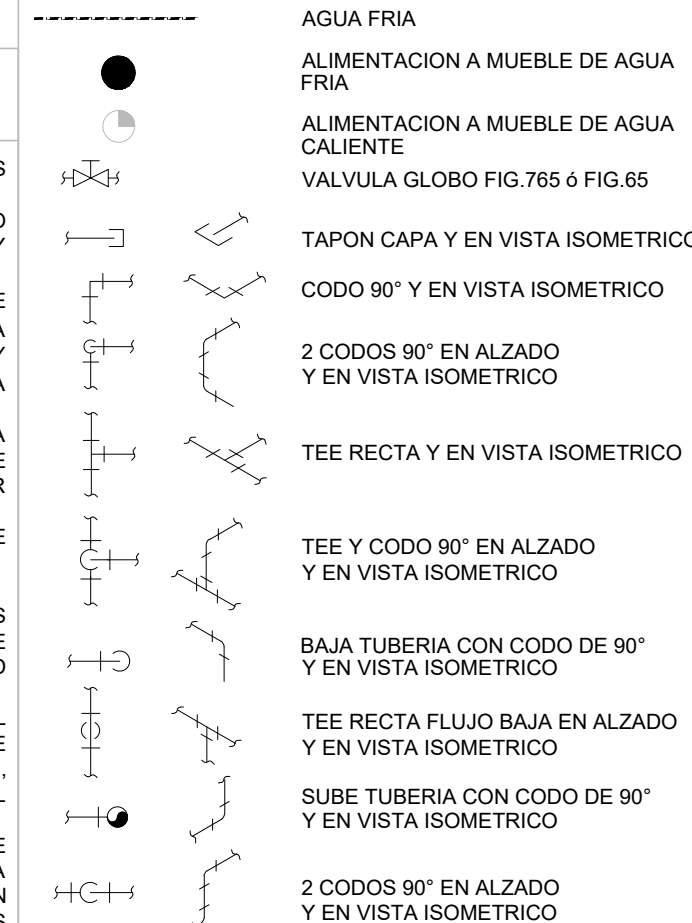 AGUA FRIA
ALIMENTACION A MUEBLE DE AGUA
FRIA
ALIMENTACION A MUEBLE DE AGUA
CALIENTE
VALVULA GLOBO FIG.765 ó FIG.65
TAPON CAPA Y EN VISTA ISOMETRICO
CODO 90° Y EN VISTA ISOMETRICO
2 CODOS 90° EN ALZADO
Y EN VISTA ISOMETRICO
TEE RECTA Y EN VISTA ISOMETRICO
TEE Y CODO 90° EN ALZADO
Y EN VISTA ISOMETRICO
BAJA TUBERIA CON CODO DE 90°
Y EN VISTA ISOMETRICO
TEE RECTA FLUJO BAJA EN ALZADO
Y EN VISTA ISOMETRICO
SUBE TUBERIA CON CODO DE 90°
Y EN VISTA ISOMETRICO
2 CODOS 90° EN ALZADO
Y EN VISTA ISOMETRICO